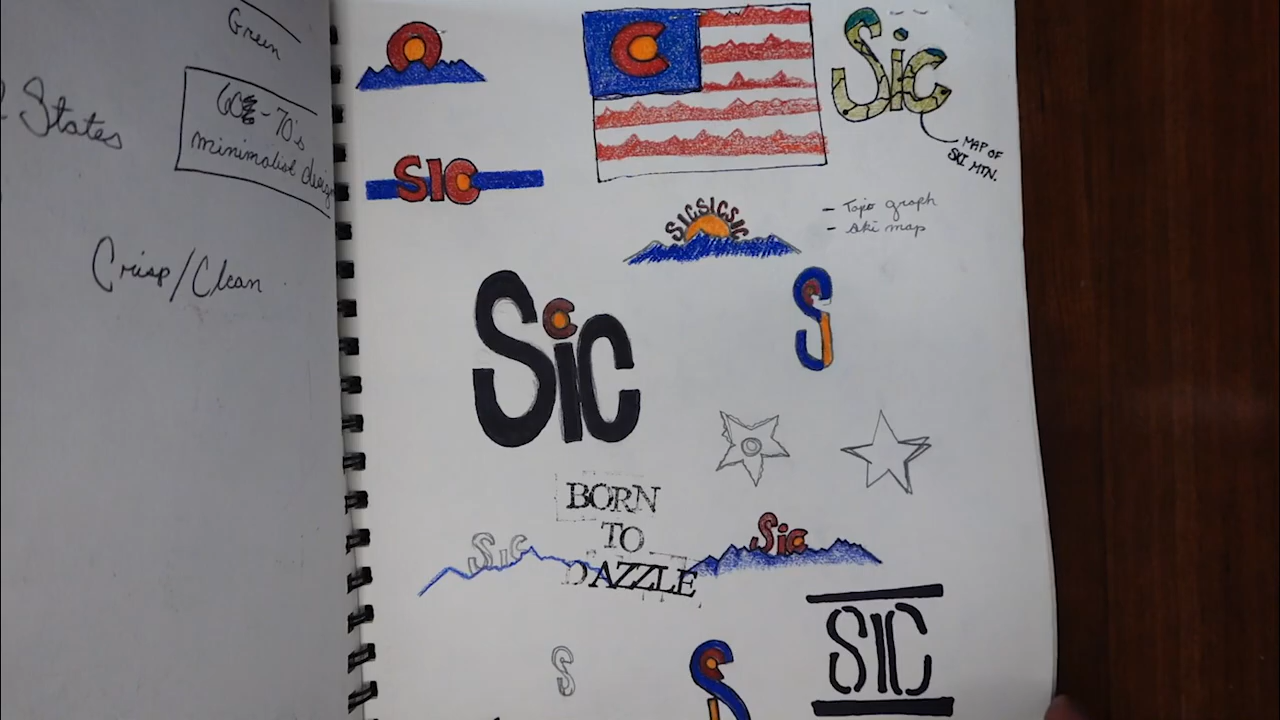 Green
States
60's-70's
minimalist design
Crisp/Clean
C
Sic
MAP OF
SKI MTN.
SIC
- Topo graph
- ski map
SICSICSIC
Sic
S
BORN
TO
DAZZLE
Sic
Sic
SIC
S
S